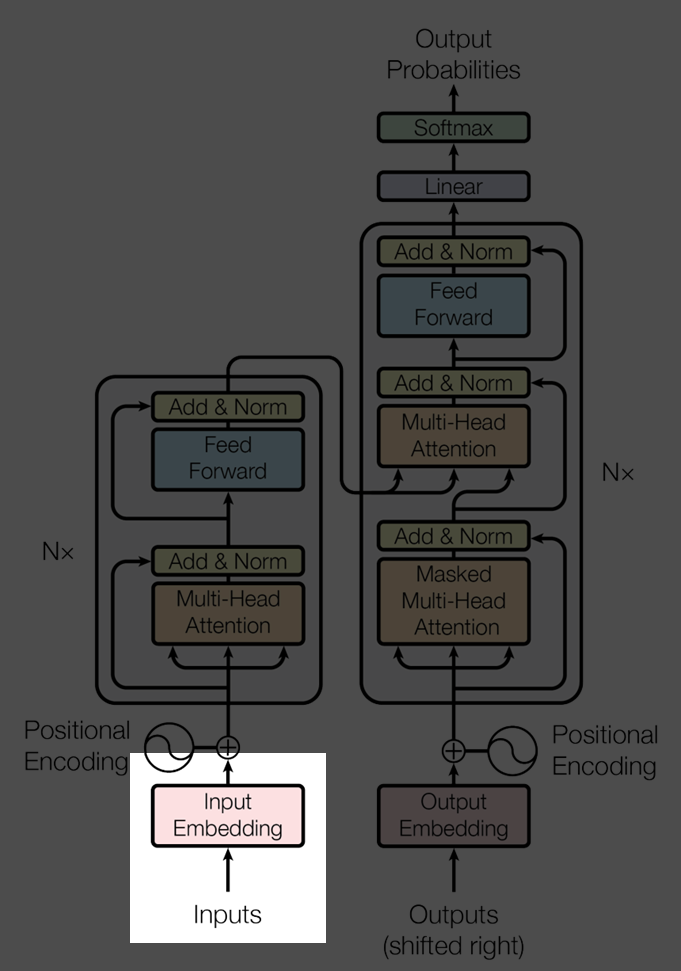 Output
Probabilities
Softmax
Linear
Add & Norm
Feed
Forward
Add & Norm
Multi-Head
Attention
Nx
Add & Norm
Masked
Multi-Head
Attention
Positional
Encoding
Output
Embedding
Outputs
(shifted right)
Add & Norm
Feed
Forward
Nx
Add & Norm
Multi-Head
Attention
Positional
Encoding
Input
Embedding
Inputs